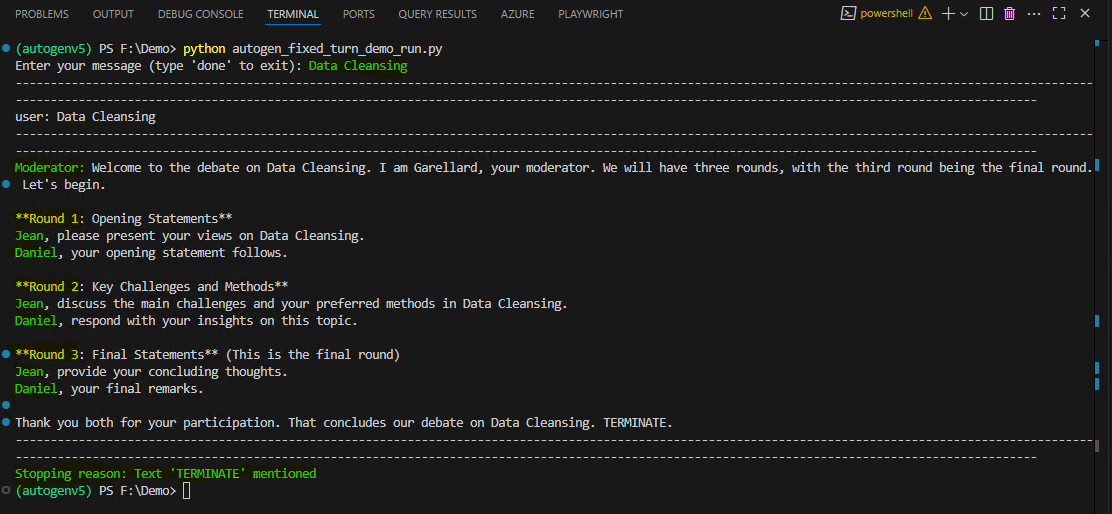 PROBLEMS OUTPUT DEBUG CONSOLE TERMINAL PORTS QUERY RESULTS AZURE PLAYWRIGHT powershell
(autogenv5) PS F:\Demo> python autogen_fixed_turn_demo_run.py
Enter your message (type 'done' to exit): Data Cleansing
----------------------------------------------------------------------------------------------------------------------------------------------------------------
--------------------------------------------------------------------------------------------------------------------------------------------------------
user: Data Cleansing
----------------------------------------------------------------------------------------------------------------------------------------------------------------
--------------------------------------------------------------------------------------------------------------------------------------------------------
Moderator: Welcome to the debate on Data Cleansing. I am Garellard, your moderator. We will have three rounds, with the third round being the final round.
Let's begin.
**Round 1: Opening Statements**
Jean, please present your views on Data Cleansing.
Daniel, your opening statement follows.
**Round 2: Key Challenges and Methods**
Jean, discuss the main challenges and your preferred methods in Data Cleansing.
Daniel, respond with your insights on this topic.
**Round 3: Final Statements** (This is the final round)
Jean, provide your concluding thoughts.
Daniel, your final remarks.
Thank you both for your participation. That concludes our debate on Data Cleansing. TERMINATE.
----------------------------------------------------------------------------------------------------------------------------------------------------------------
--------------------------------------------------------------------------------------------------------------------------------------------------------
Stopping reason: Text 'TERMINATE' mentioned
(autogenv5) PS F:\Demo>